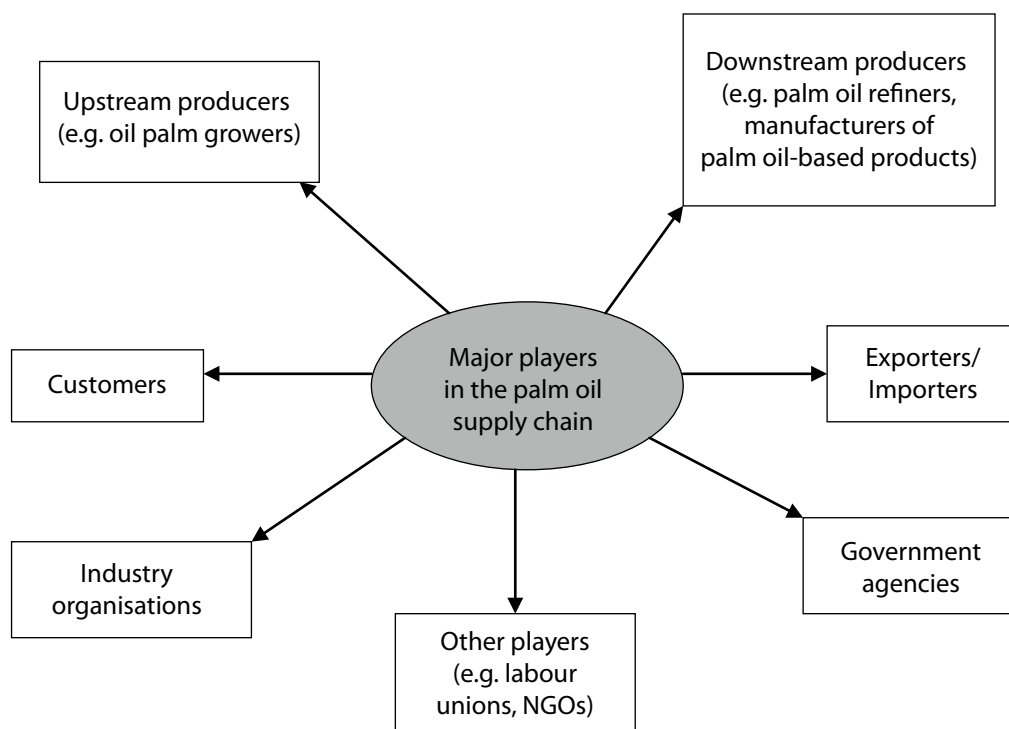 Upstream producers
(e.g. oil palm growers)
Downstream producers
(e.g. palm oil refiners,
manufacturers of
palm oil-based products)
Customers
Major players
in the palm oil
supply chain
Exporters/
Importers
Industry
organisations
Other players
(e.g. labour
unions, NGOs)
Government
agencies